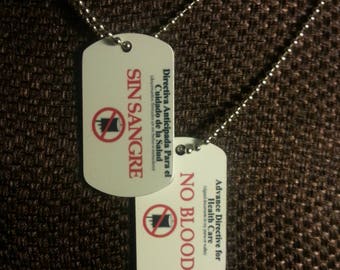 Directiva Anticipada Para el
Cuidado de la Salud
SIN SANGRE
Advance Directive for
Health Care
NO BLOOD